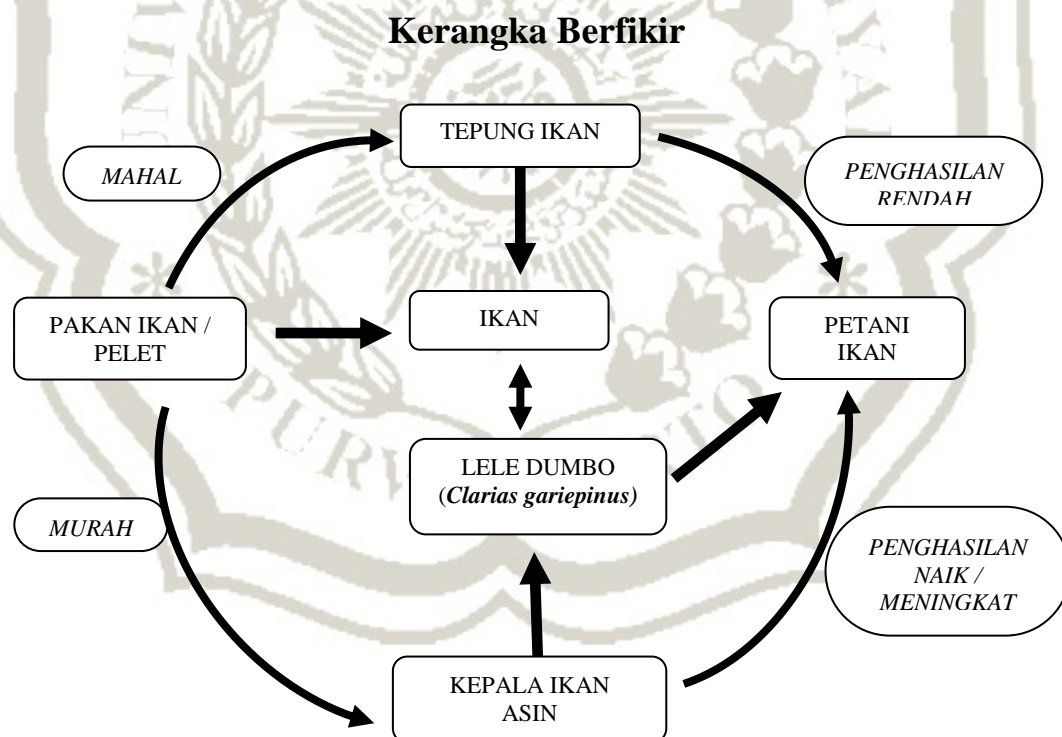 Kerangka Berfikir
TEPUNG IKAN
MAHAL
PENGHASILAN
RENDAH
PAKAN IKAN /
PELET
IKAN
PETANI
IKAN
LELE DUMBO
(Clarias gariepinus)
MURAH
PENGHASILAN
NAIK /
MENINGKAT
KEPALA IKAN
ASIN